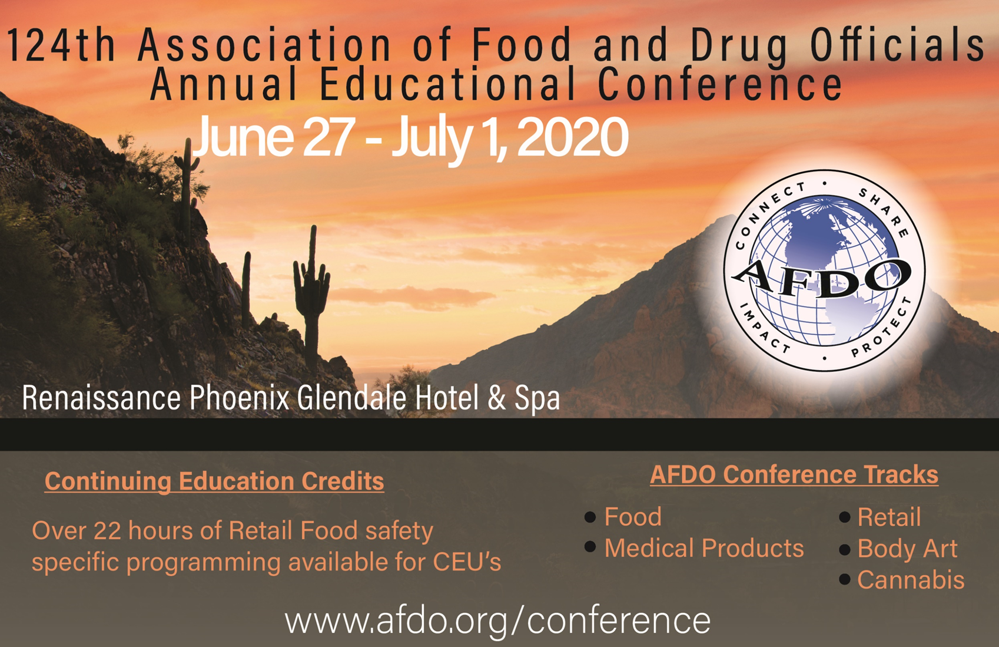 124th Association of Food and Drug Officials
Annual Educational Conference
June 27 - July 1, 2020
CONNECT • SHARE
AFDO
IMPACT • PROTECT
Renaissance Phoenix Glendale Hotel & Spa
Continuing Education Credits
Over 22 hours of Retail Food safety
specific programming available for CEU's
AFDO Conference Tracks
• Food
• Medical Products
• Retail
• Body Art
• Cannabis
www.afdo.org/conference